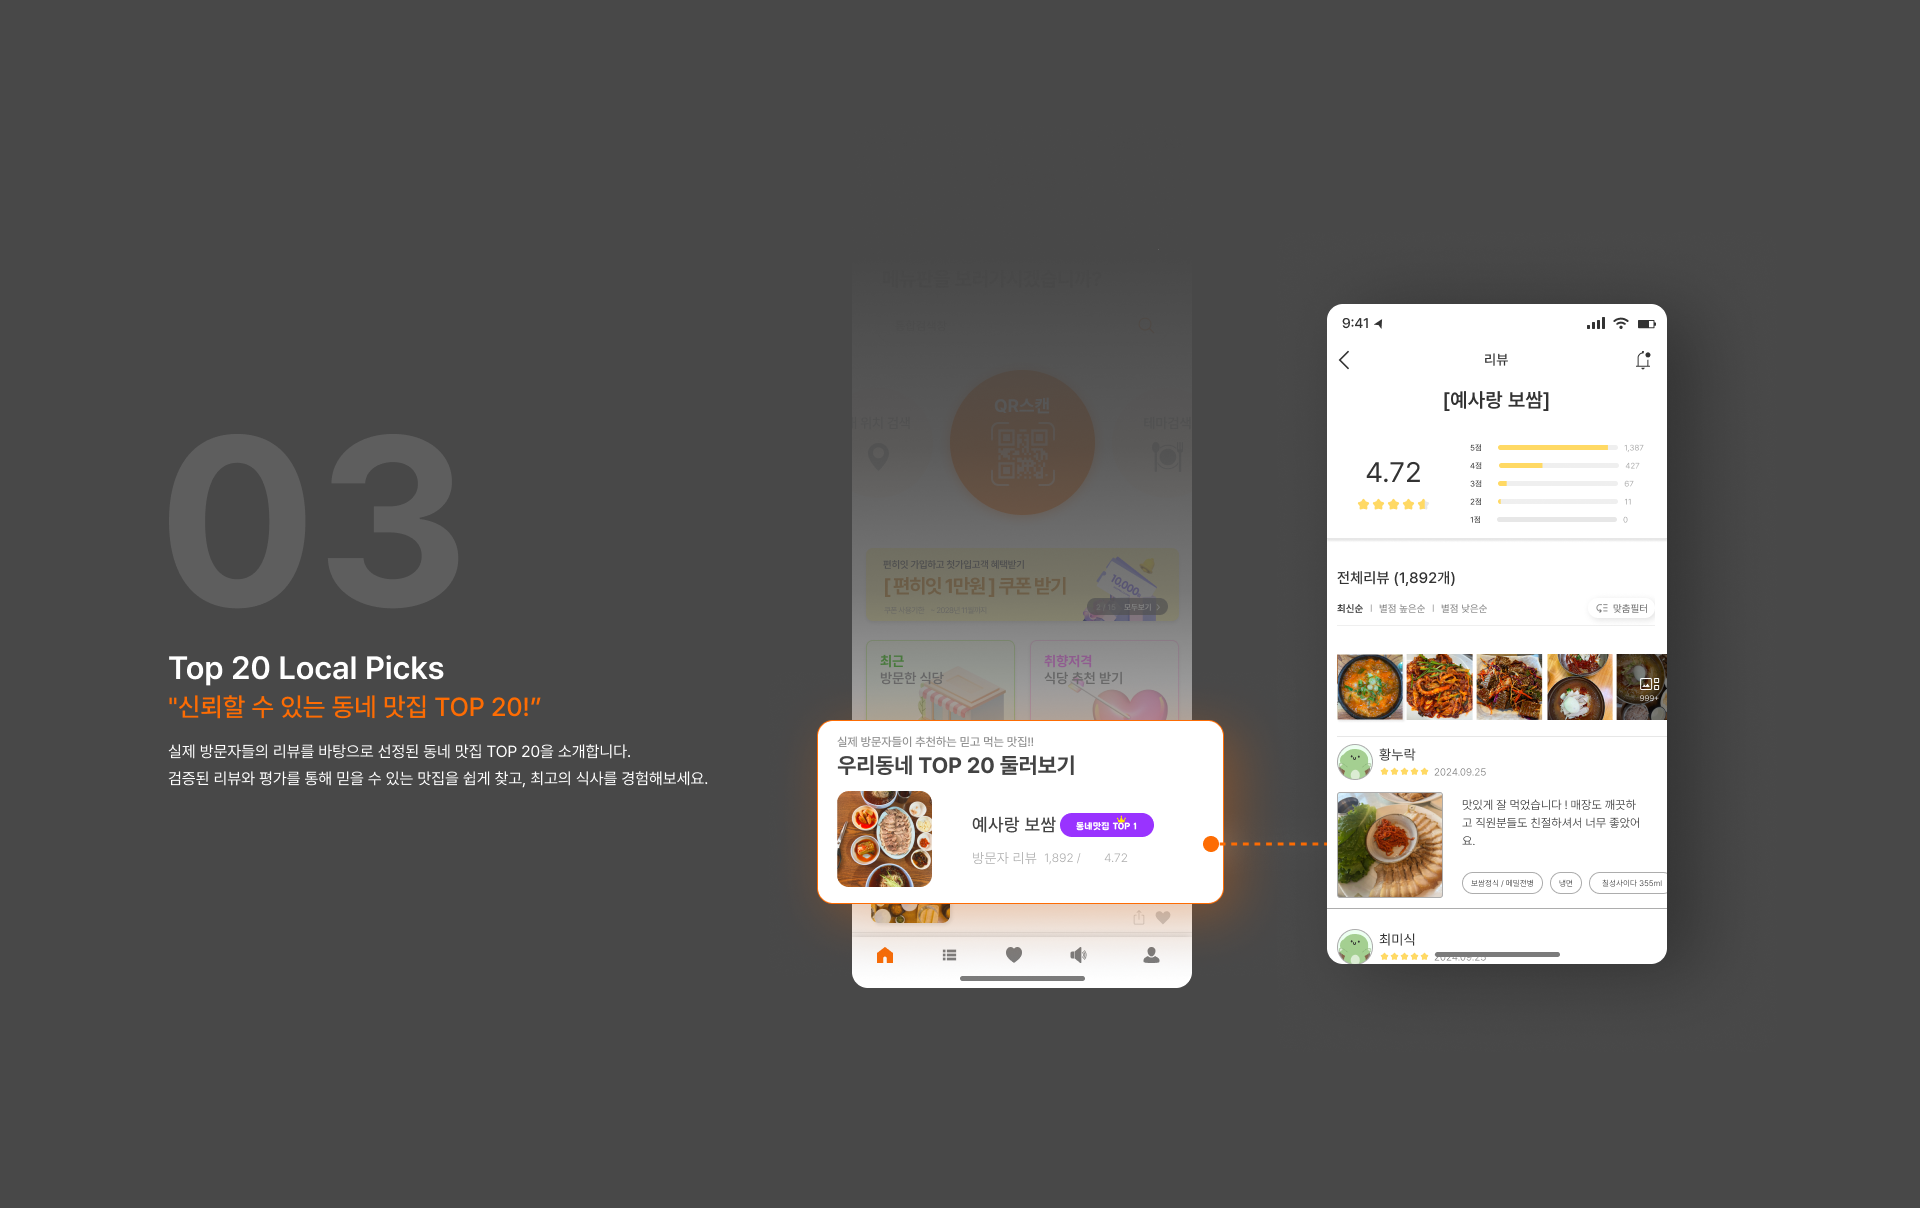 03
Top 20 Local Picks
"신뢰할 수 있는 동네 맛집 TOP 20!”
실제 방문자들의 리뷰를 바탕으로 선정된 동네 맛집 TOP 20을 소개합니다.
검증된 리뷰와 평가를 통해 믿을 수 있는 맛집을 쉽게 찾고, 최고의 식사를 경험해보세요.
QR스캔
위치 검색
테마검색
편하잇 가입하고 첫가입고객 혜택받기
[ 편하잇 1만원 ] 쿠폰 받기
10,000
모두보기
최근
방문한 식당
취향저격
식당 추천 받기
실제 방문자들이 추천하는 믿고 먹는 맛집!!
우리동네 TOP 20 둘러보기
예사랑 보쌈 동네맛집 TOP 1
방문자 리뷰 1,892 / 4.72
9:41
리뷰
[예사랑 보쌈]
4.72
5점 1,387
4점 427
3점 67
2점 11
1점 0
전체리뷰 (1,892개)
최신순 | 별점 높은순 | 별점 낮은순 맞춤필터
999+
황누락
2024.09.25
맛있게 잘 먹었습니다 ! 매장도 깨끗하
고 직원분들도 친절하셔서 너무 좋았어
요.
보쌈정식 / 메밀전병 냉면 칠성사이다 355ml
최미식
2024.09.25